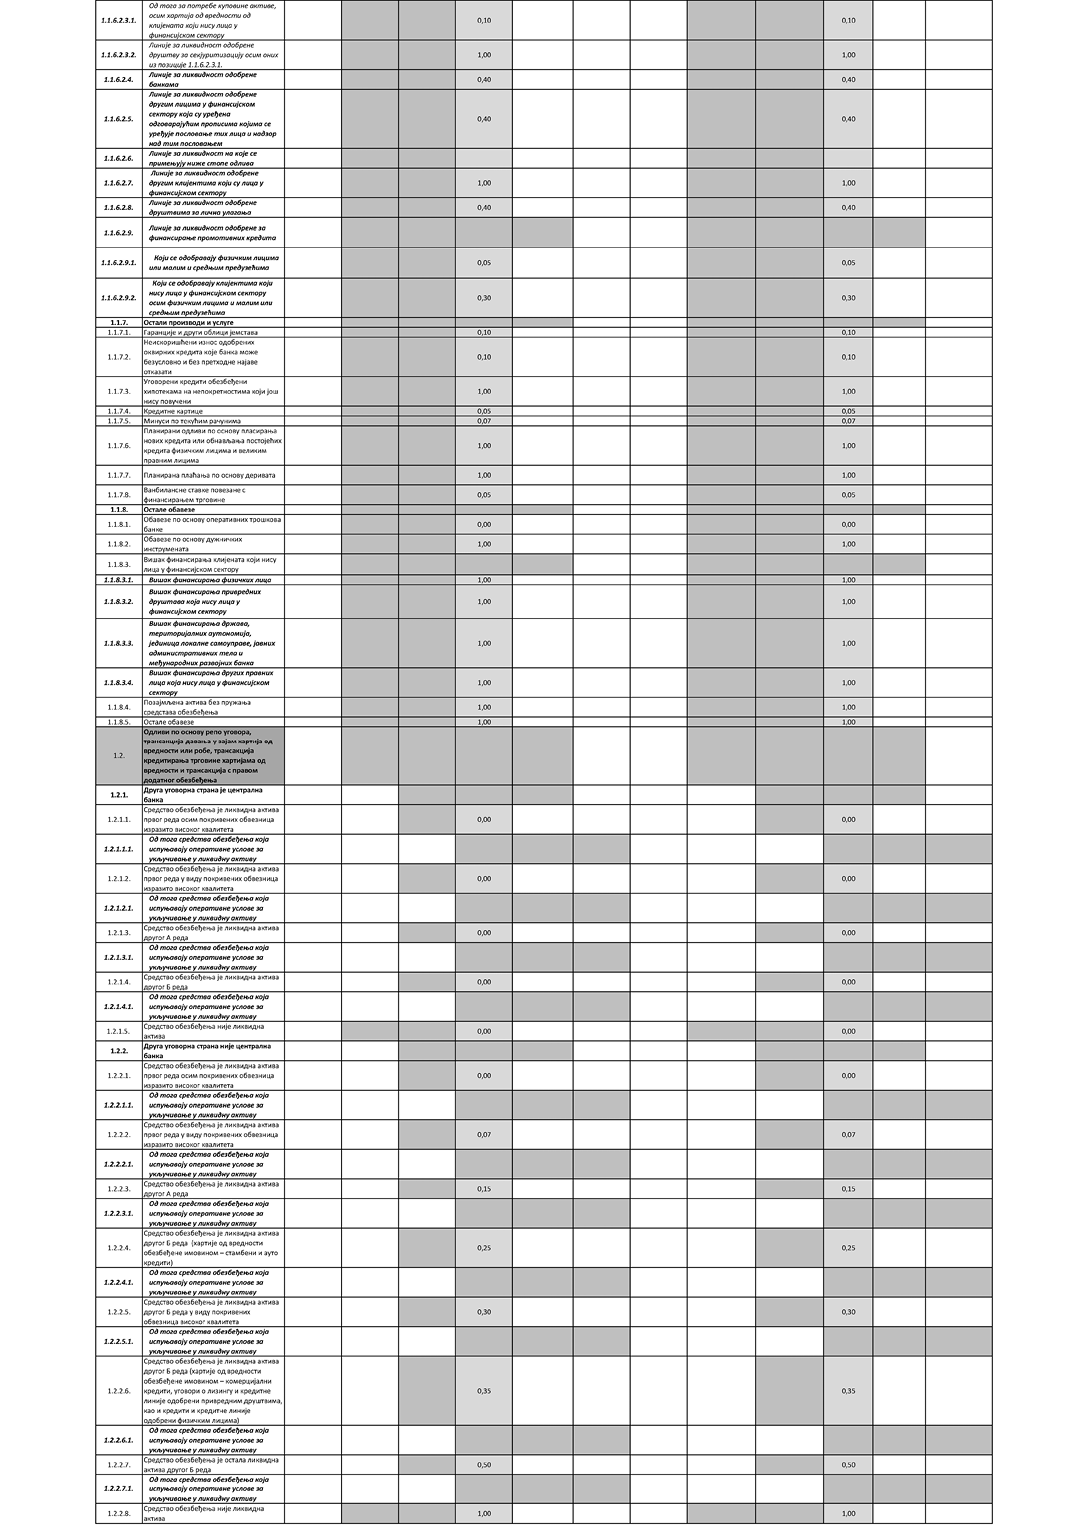 1.1.6.2.3.1. Од тога за потребе куповине активе, 0,10 0,10
осим хартија од вредности од
клијената који нису лица у
финансијском сектору
1.1.6.2.3.2. Линије за ликвидност одобрене 1,00 1,00
друштву за секјуритизацију осим оних
из позиције 1.1.6.2.3.1.
1.1.6.2.4. Линије за ликвидност одобрене 0,40 0,40
банкама
1.1.6.2.5. Линије за ликвидност одобрене 0,40 0,40
другим лицима у финансијском
сектору која су уређена
одговарајућим прописима којима се
уређује пословање тих лица и надзор
над тим пословањем
1.1.6.2.6. Линије за ликвидност на које се
примењују ниже стопе одлива
1.1.6.2.7. Линије за ликвидност одобрене 1,00 1,00
другим клијентима који су лица у
финансијском сектору
1.1.6.2.8. Линије за ликвидност одобрене 0,40 0,40
друштвима за лична улагања
1.1.6.2.9. Линије за ликвидност одобрене за
финансирање промотивних кредита
1.1.6.2.9.1. Који се одобравају физичким лицима 0,05 0,05
или малим и средњим предузећима
1.1.6.2.9.2. Који се одобравају клијентима који 0,30 0,30
нису лица у финансијском сектору
осим физичким лицима и малим или
средњим предузећима
1.1.7. Остали производи и услуге
1.1.7.1. Гаранције и други облици јемстава 0,10 0,10
1.1.7.2. Неискоришћени износ одобрених 0,10 0,10
оквирних кредита које банка може
безусловно и без претходне најаве
отказати
1.1.7.3. Уговорени кредити обезбеђени 1,00 1,00
хипотекама на непокретностима који још
нису повучени
1.1.7.4. Кредитне картице 0,05 0,05
1.1.7.5. Минуси по текућим рачунима 0,07 0,07
1.1.7.6. Планирани одливи по основу пласирања 1,00 1,00
нових кредита или обнављања постојећих
кредита физичким лицима и великим
правним лицима
1.1.7.7. Планирана плаћања по основу деривата 1,00 1,00
1.1.7.8. Ванбилансне ставке повезане с 0,05 0,05
финансирањем трговине
1.1.8. Остале обавезе
1.1.8.1. Обавезе по основу оперативних трошкова 0,00 0,00
банке
1.1.8.2. Обавезе по основу дужничких 1,00 1,00
инструмената
1.1.8.3. Вишак финансирања клијената који нису
лица у финансијском сектору
1.1.8.3.1. Вишак финансирања физичких лица 1,00 1,00
1.1.8.3.2. Вишак финансирања привредних 1,00 1,00
друштава која нису лица у
финансијском сектору
1.1.8.3.3. Вишак финансирања држава, 1,00 1,00
територијалних аутономија,
јединица локалне самоуправе, јавних
административних тела и
међународних развојних банка
1.1.8.3.4. Вишак финансирања других правних 1,00 1,00
лица која нису лица у финансијском
сектору
1.1.8.4. Позајмљена актива без пружања 1,00 1,00
средстава обезбеђења
1.1.8.5. Остале обавезе 1,00 1,00
1.2. Одливи по основу репо уговора,
трансакција давања у зајам хартија од
вредности или робе, трансакција
кредитирања трговине хартијама од
вредности и трансакција с правом
додатног обезбеђења
1.2.1. Друга уговорна страна је централна
банка
1.2.1.1. Средство обезбеђења је ликвидна актива 0,00 0,00
првог реда осим покривених обвезница
изразито високог квалитета
1.2.1.1.1. Од тога средства обезбеђења која
испуњавају оперативне услове за
укључивање у ликвидну активу
1.2.1.2. Средство обезбеђења је ликвидна актива 0,00 0,00
првог реда у виду покривених обвезница
изразито високог квалитета
1.2.1.2.1. Од тога средства обезбеђења која
испуњавају оперативне услове за
укључивање у ликвидну активу
1.2.1.3. Средство обезбеђења је ликвидна актива 0,00 0,00
другог А реда
1.2.1.3.1. Од тога средства обезбеђења која
испуњавају оперативне услове за
укључивање у ликвидну активу
1.2.1.4. Средство обезбеђења је ликвидна актива 0,00 0,00
другог Б реда
1.2.1.4.1. Од тога средства обезбеђења која
испуњавају оперативне услове за
укључивање у ликвидну активу
1.2.1.5. Средство обезбеђења није ликвидна 0,00 0,00
актива
1.2.2. Друга уговорна страна није централна
банка
1.2.2.1. Средство обезбеђења је ликвидна актива 0,00 0,00
првог реда осим покривених обвезница
изразито високог квалитета
1.2.2.1.1. Од тога средства обезбеђења која
испуњавају оперативне услове за
укључивање у ликвидну активу
1.2.2.2. Средство обезбеђења је ликвидна актива 0,07 0,07
првог реда у виду покривених обвезница
изразито високог квалитета
1.2.2.2.1. Од тога средства обезбеђења која
испуњавају оперативне услове за
укључивање у ликвидну активу
1.2.2.3. Средство обезбеђења је ликвидна актива 0,15 0,15
другог А реда
1.2.2.3.1. Од тога средства обезбеђења која
испуњавају оперативне услове за
укључивање у ликвидну активу
1.2.2.4. Средство обезбеђења је ликвидна актива 0,25 0,25
другог Б реда (хартије од вредности
обезбеђене имовином – стамбени и ауто
кредити)
1.2.2.4.1. Од тога средства обезбеђења која
испуњавају оперативне услове за
укључивање у ликвидну активу
1.2.2.5. Средство обезбеђења је ликвидна актива 0,30 0,30
другог Б реда у виду покривених
обвезница високог квалитета
1.2.2.5.1. Од тога средства обезбеђења која
испуњавају оперативне услове за
укључивање у ликвидну активу
1.2.2.6. Средство обезбеђења је ликвидна актива 0,35 0,35
другог Б реда (хартије од вредности
обезбеђене имовином – комерцијални
кредити, уговори о лизингу и кредитне
линије одобрени привредним друштвима,
као и кредити и кредитне линије
одобрени физичким лицима)
1.2.2.6.1. Од тога средства обезбеђења која
испуњавају оперативне услове за
укључивање у ликвидну активу
1.2.2.7. Средство обезбеђења је остала ликвидна 0,50 0,50
актива другог Б реда
1.2.2.7.1. Од тога средства обезбеђења која
испуњавају оперативне услове за
укључивање у ликвидну активу
1.2.2.8. Средство обезбеђења није ликвидна 1,00 1,00
актива